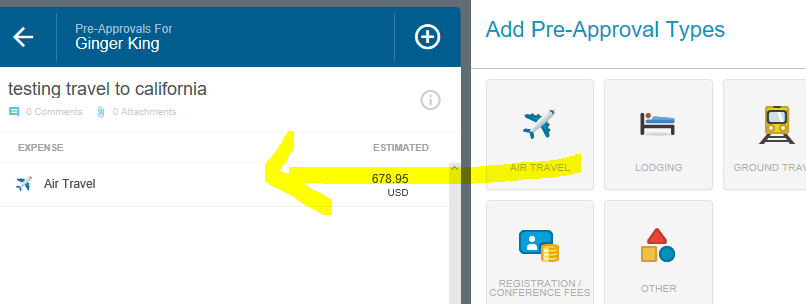 Pre-Approvals For
Ginger King
testing travel to california
0 Comments 0 Attachments
EXPENSE ESTIMATED
Air Travel 678.95
USD
Add Pre-Approval Types
AIR TRAVEL LODGING GROUND TRAV
REGISTRATION /
CONFERENCE FEES OTHER